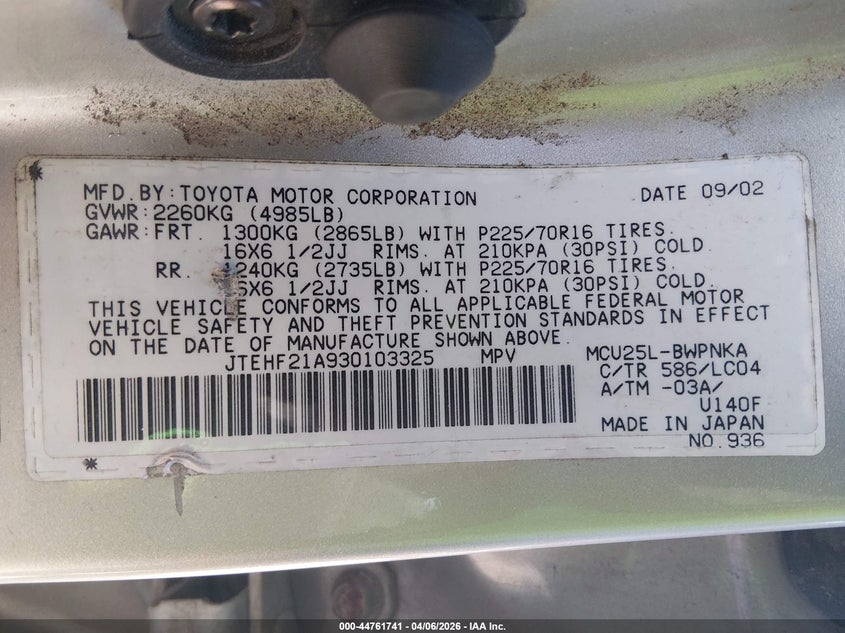 MFD.BY:TOYOTA MOTOR CORPORATION DATE 09/02
GVWR:2260KG (4985LB)
GAWR:FRT. 1300KG (2865LB) WITH P225/70R16 TIRES.
16X6 1/2JJ RIMS. AT 210KPA (30PSI) COLD.
RR. 1240KG (2735LB) WITH P225/70R16 TIRES.
16X6 1/2JJ RIMS. AT 210KPA (30PSI) COLD.
THIS VEHICLE CONFORMS TO ALL APPLICABLE FEDERAL MOTOR
VEHICLE SAFETY AND THEFT PREVENTION STANDARDS IN EFFECT
ON THE DATE OF MANUFACTURE SHOWN ABOVE.
JTEHF21A930103325 MPV MCU25L-BWPNKA
C/TR 586/LC04
A/TM -03A/
U140F
MADE IN JAPAN
NO.936
000-44761741 - 04/06/2026 - IAA Inc.